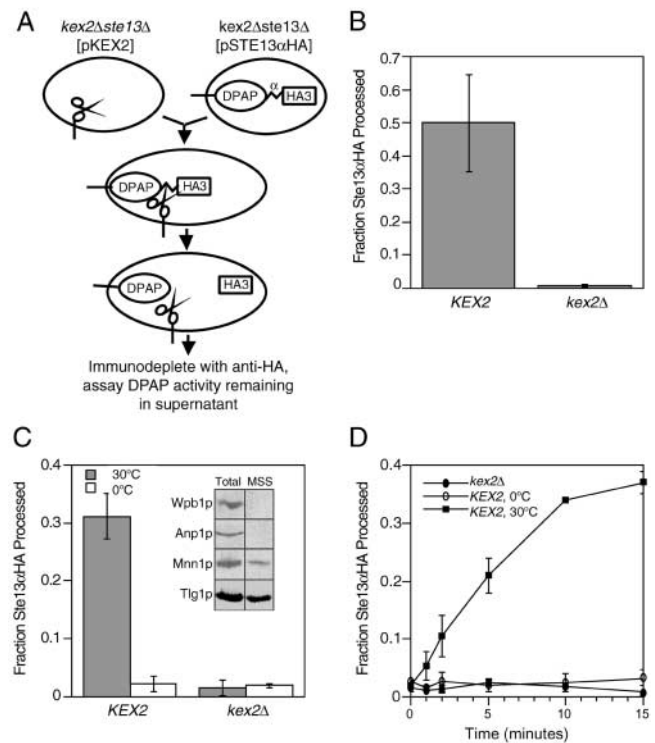 A
kex2Δste13Δ
[pKEX2]
kex2Δste13Δ
[pSTE13αHA]
DPAP
α
HA3
DPAP
HA3
DPAP
HA3
Immunodeplete with anti-HA,
assay DPAP activity remaining
in supernatant
B
Fraction Ste13αHA Processed
0.7
0.6
0.5
0.4
0.3
0.2
0.1
0
KEX2
kex2Δ
C
Fraction Ste13αHA Processed
0.4
0.3
0.2
0.1
0
30°C
0°C
Total
MSS
Wpb1p
Anp1p
Mnn1p
Tlg1p
KEX2
kex2Δ
D
Fraction Ste13αHA Processed
0.4
0.3
0.2
0.1
0
kex2Δ
KEX2, 0°C
KEX2, 30°C
0
5
10
15
Time (minutes)